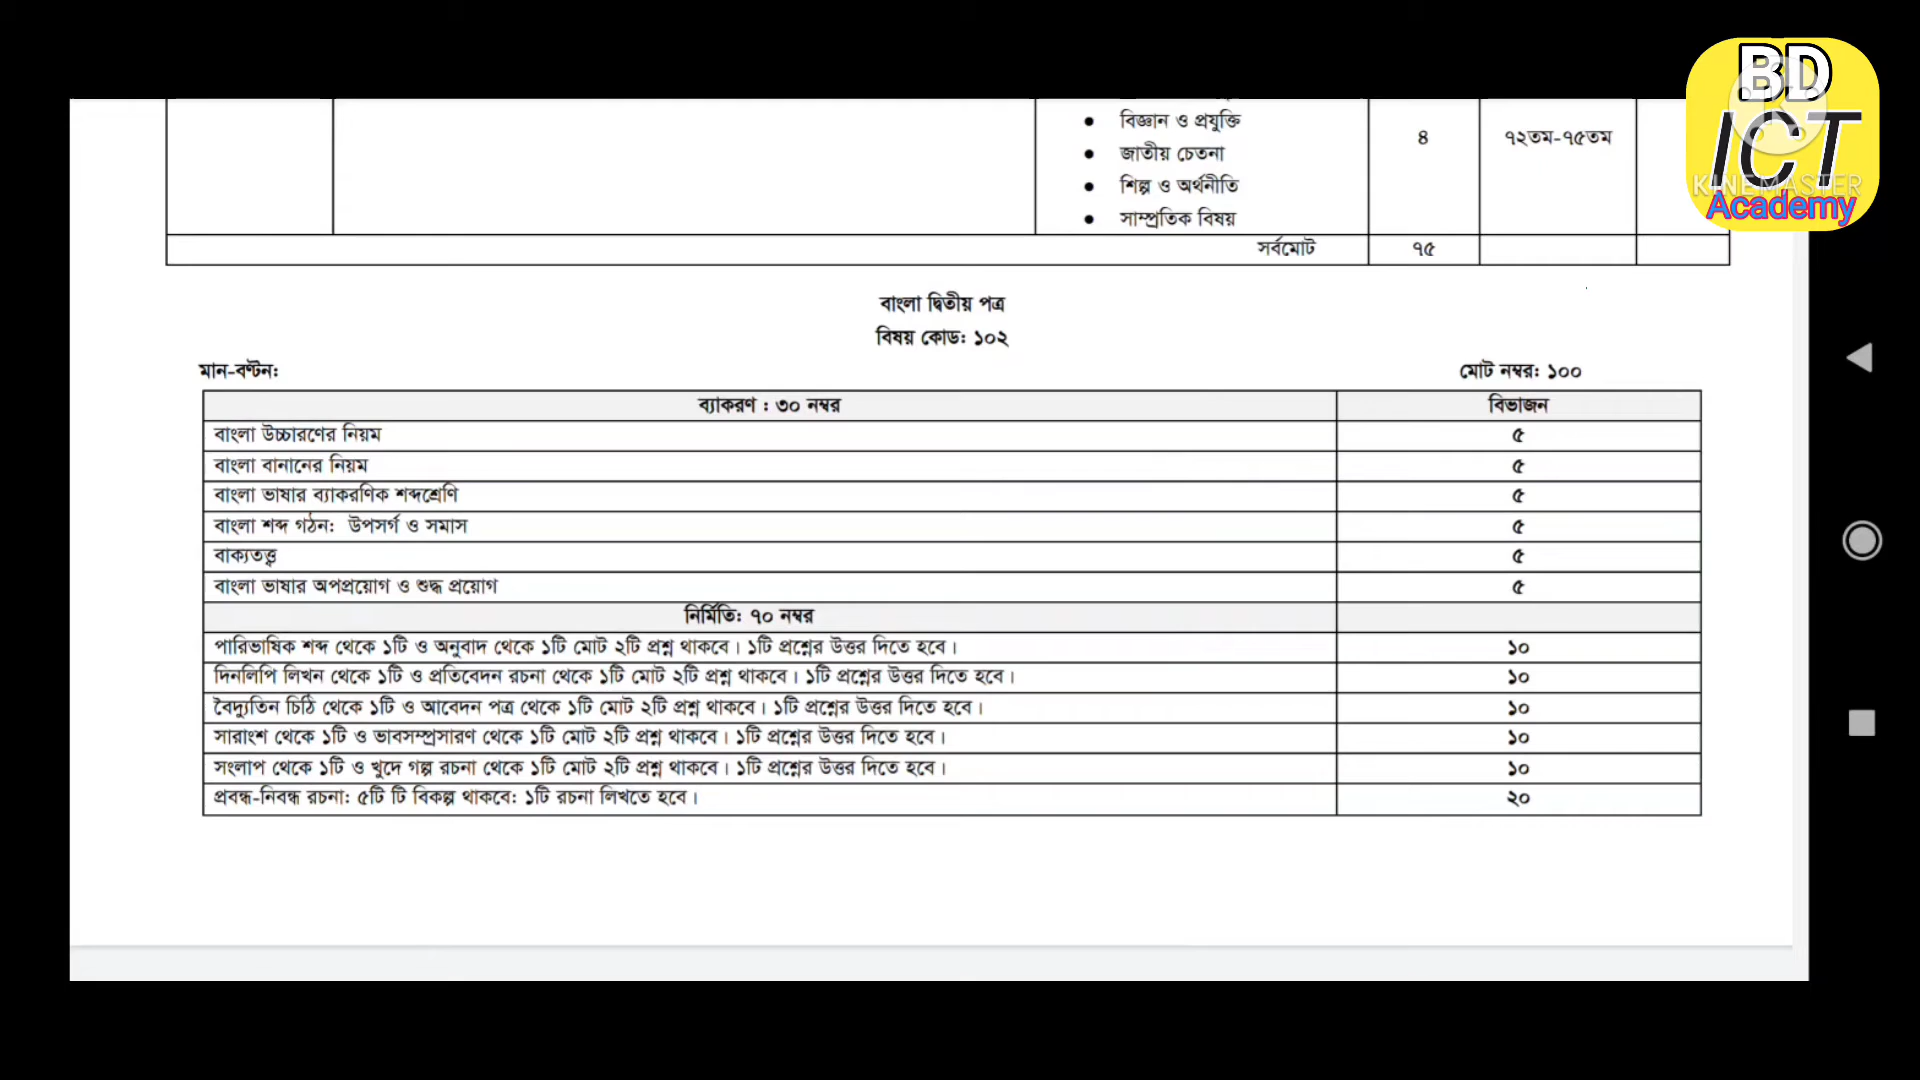 BD
ICT
KINEMASTER
Academy
• বিজ্ঞান ও প্রযুক্তি
• জাতীয় চেতনা
• শিল্প ও অর্থনীতি
• সাম্প্রতিক বিষয়
৪ ৭২তম-৭৫তম
সর্বমোট ৭৫
বাংলা দ্বিতীয় পত্র
বিষয় কোড: ১০২
মান-বণ্টন: মোট নম্বর: ১০০
ব্যাকরণ : ৩০ নম্বর বিভাজন
বাংলা উচ্চারণের নিয়ম ৫
বাংলা বানানের নিয়ম ৫
বাংলা ভাষার ব্যাকরণিক শব্দশ্রেণি ৫
বাংলা শব্দ গঠন: উপসর্গ ও সমাস ৫
বাক্যতত্ত্ব ৫
বাংলা ভাষার অপপ্রয়োগ ও শুদ্ধ প্রয়োগ ৫
নির্মিতি: ৭০ নম্বর
পারিভাষিক শব্দ থেকে ১টি ও অনুবাদ থেকে ১টি মোট ২টি প্রশ্ন থাকবে। ১টি প্রশ্নের উত্তর দিতে হবে। ১০
দিনলিপি লিখন থেকে ১টি ও প্রতিবেদন রচনা থেকে ১টি মোট ২টি প্রশ্ন থাকবে। ১টি প্রশ্নের উত্তর দিতে হবে। ১০
বৈদ্যুতিন চিঠি থেকে ১টি ও আবেদন পত্র থেকে ১টি মোট ২টি প্রশ্ন থাকবে। ১টি প্রশ্নের উত্তর দিতে হবে। ১০
সারাংশ থেকে ১টি ও ভাবসম্প্রসারণ থেকে ১টি মোট ২টি প্রশ্ন থাকবে। ১টি প্রশ্নের উত্তর দিতে হবে। ১০
সংলাপ থেকে ১টি ও খুদে গল্প রচনা থেকে ১টি মোট ২টি প্রশ্ন থাকবে। ১টি প্রশ্নের উত্তর দিতে হবে। ১০
প্রবন্ধ-নিবন্ধ রচনা: ৫টি টি বিকল্প থাকবে: ১টি রচনা লিখতে হবে। ২০